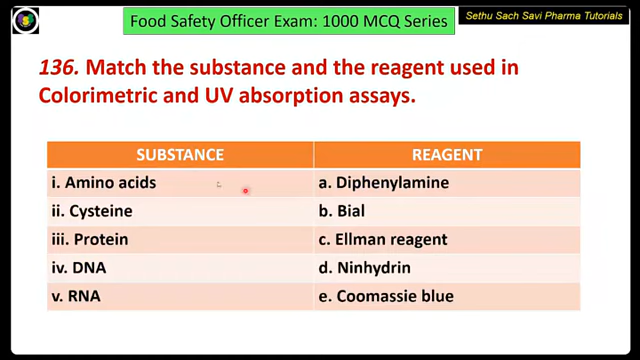 Food Safety Officer Exam: 1000 MCQ Series
Sethu Sach Savi Pharma Tutorials
136. Match the substance and the reagent used in
Colorimetric and UV absorption assays.
SUBSTANCE REAGENT
i. Amino acids a. Diphenylamine
ii. Cysteine b. Bial
iii. Protein c. Ellman reagent
iv. DNA d. Ninhydrin
v. RNA e. Coomassie blue